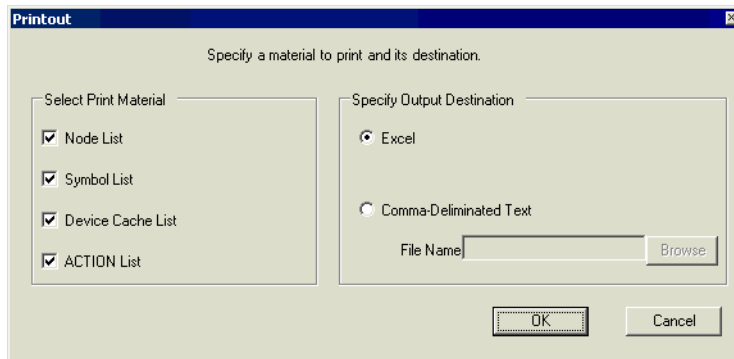 Printout
Specify a material to print and its destination.
Select Print Material
Node List
Symbol List
Device Cache List
ACTION List
Specify Output Destination
Excel
Comma-Deliminated Text
File Name
Browse
OK
Cancel